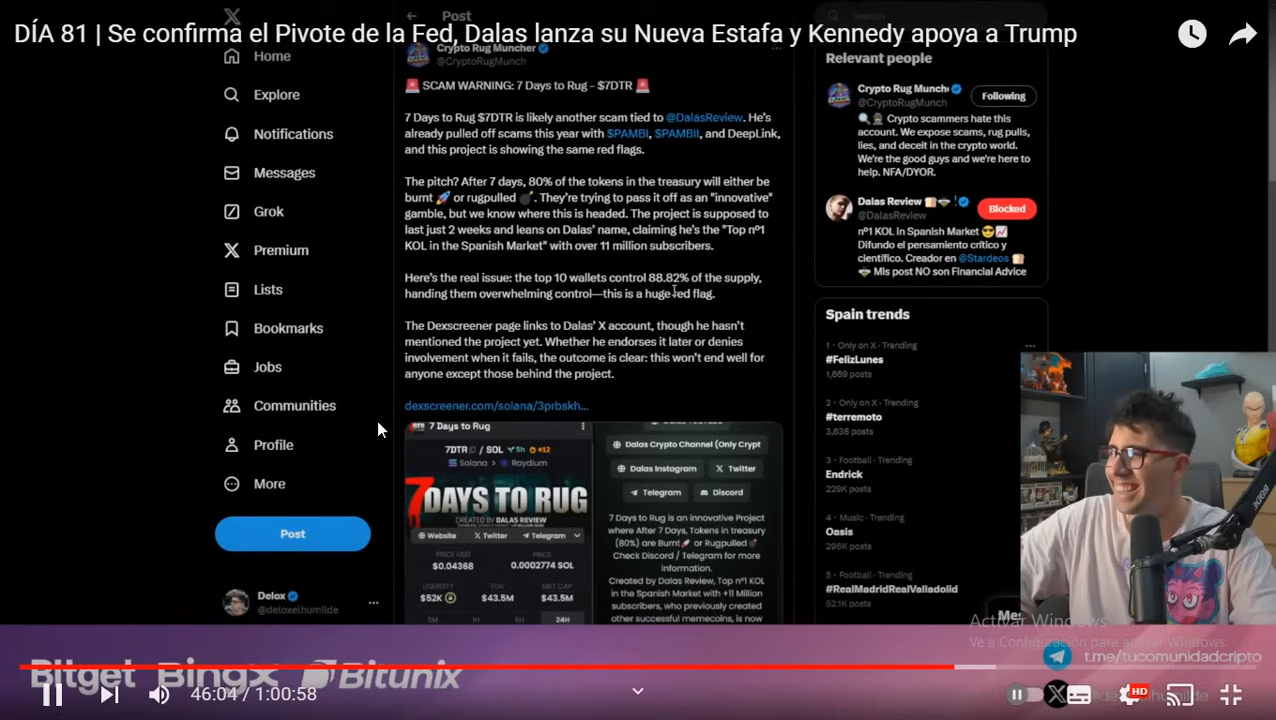 DÍA 81 | Se confirma el Pivote de la Fed, Dalas lanza su Nueva Estafa y Kennedy apoya a Trump
Home
Explore
Notifications
Messages
Grok
Premium
Lists
Bookmarks
Jobs
Communities
Profile
More
Post
Delox
@deloxelhumilde
Post
Crypto Rug Muncher
@CryptoRugMunch
🚨 SCAM WARNING: 7 Days to Rug - $7DTR 🚨
7 Days to Rug $7DTR is likely another scam tied to @DalasReview. He's
already pulled off scams this year with $PAMBI, $PAMBII, and DeepLink,
and this project is showing the same red flags.
The pitch? After 7 days, 80% of the tokens in the treasury will either be
burnt 🚀 or rugpulled 💣. They're trying to pass it off as an "innovative"
gamble, but we know where this is headed. The project is supposed to
last just 2 weeks and leans on Dalas' name, claiming he's the "Top nº1
KOL in the Spanish Market" with over 11 million subscribers.
Here's the real issue: the top 10 wallets control 88.82% of the supply,
handing them overwhelming control—this is a huge red flag.
The Dexscreener page links to Dalas' X account, though he hasn't
mentioned the project yet. Whether he endorses it later or denies
involvement when it fails, the outcome is clear: this won't end well for
anyone except those behind the project.
dexscreener.com/solana/3prbskh...
7 Days to Rug
7DTR / SOL 5h #12
Solana > Raydium
7 DAYS TO RUG
CREATED BY DALAS REVIEW
Website Twitter Telegram
PRICE USD
$0.04368
PRICE
0.0002774 SOL
LIQUIDITY
$52K
FDV
$43.5M
MKT CAP
$43.5M
5M 1H 6H 24H
Dalas Crypto Channel (Only Crypt
Dalas Instagram
Twitter
Telegram
Discord
7 Days to Rug is an innovative Project
where After 7 Days, Tokens in treasury
(80%) are Burnt 🚀 or Rugpulled 💣
Check Discord / Telegram for more
information.
Created by Dalas Review, Top nº1 KOL
in the Spanish Market with +11 Million
subscribers, who previously created
other successful memecoins, is now
Search
Relevant people
Crypto Rug Munche
@CryptoRugMunch
Following
Crypto scammers hate this
account. We expose scams, rug pulls,
lies, and deceit in the crypto world.
We're the good guys and we're here to
help. NFA/DYOR.
Dalas Review
@DalasReview
Blocked
nº1 KOL in Spanish Market 😎📈
Difundo el pensamiento crítico y
científico. Creador en @Stardeos
Mis post NO son Financial Advice
Spain trends
1 · Only on X · Trending
#FelizLunes
1,669 posts
2 · Only on X · Trending
#terremoto
3,638 posts
3 · Football · Trending
Endrick
229K posts
4 · Music · Trending
Oasis
296K posts
5 · Football · Trending
#RealMadridRealValladolid
52.1K posts
Activar Windows
Ve a Configuración para activar Windows.
Bitget BingX Bitunix
t.me/tucomunidadcripto
46:04 / 1:00:58
HD